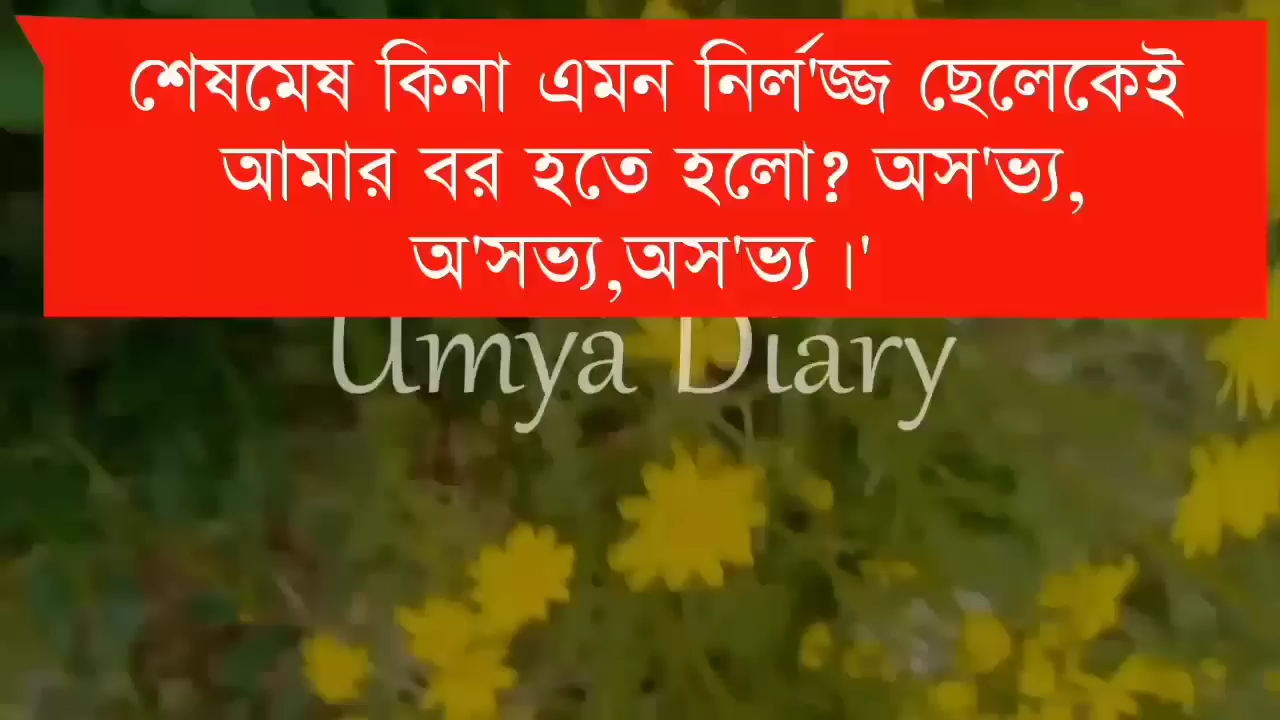 শেষমেষ কিনা এমন নির্ল'জ্জ ছেলেকেই
আমার বর হতে হলো? অস'ভ্য,
অ'সভ্য,অস'ভ্য ।'
Umya Diary